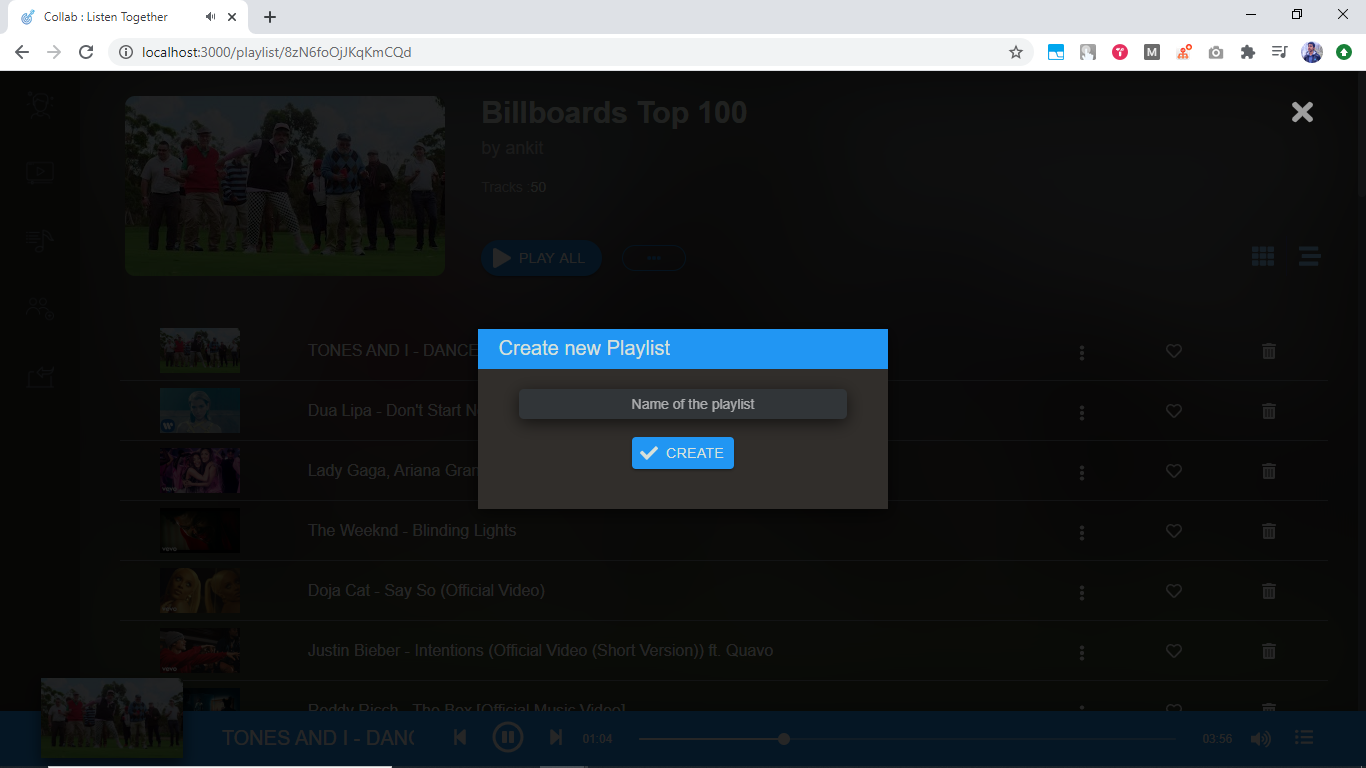 Collab : Listen Together
localhost:3000/playlist/8zN6foOjJKqKmCQd
Billboards Top 100
by ankit
Tracks :50
PLAY ALL
Create new Playlist
Name of the playlist
CREATE
TONES AND I - DANCE
Dua Lipa - Don't Start N
Lady Gaga, Ariana Gran
The Weeknd - Blinding Lights
Doja Cat - Say So (Official Video)
Justin Bieber - Intentions (Official Video (Short Version)) ft. Quavo
Roddy Ricch - The Box [Official Music Video]
TONES AND I - DANC
01:04
03:56